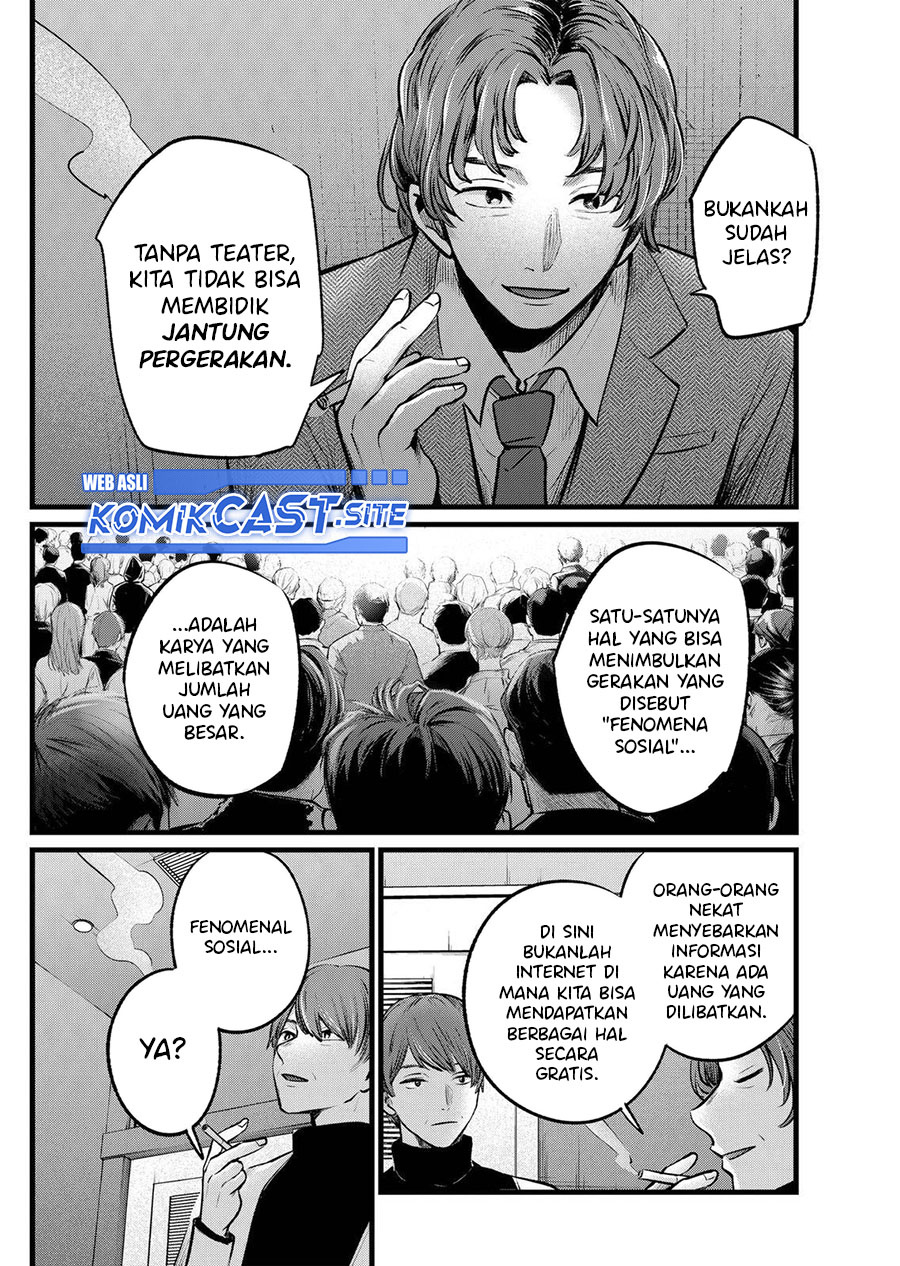 BUKANKAH
SUDAH
JELAS?
TANPA TEATER,
KITA TIDAK BISA
MEMBIDIK
JANTUNG
PERGERAKAN.
WEB ASLI
KOMIKCAST.SITE
SATU-SATUNYA
HAL YANG BISA
MENIMBULKAN
GERAKAN YANG
DISEBUT
"FENOMENA
SOSIAL"...
...ADALAH
KARYA YANG
MELIBATKAN
JUMLAH
UANG YANG
BESAR.
ORANG-ORANG
NEKAT
MENYEBARKAN
INFORMASI
KARENA ADA
UANG YANG
DILIBATKAN.
DI SINI
BUKANLAH
INTERNET DI
MANA KITA BISA
MENDAPATKAN
BERBAGAI HAL
SECARA
GRATIS.
FENOMENAL
SOSIAL...
YA?